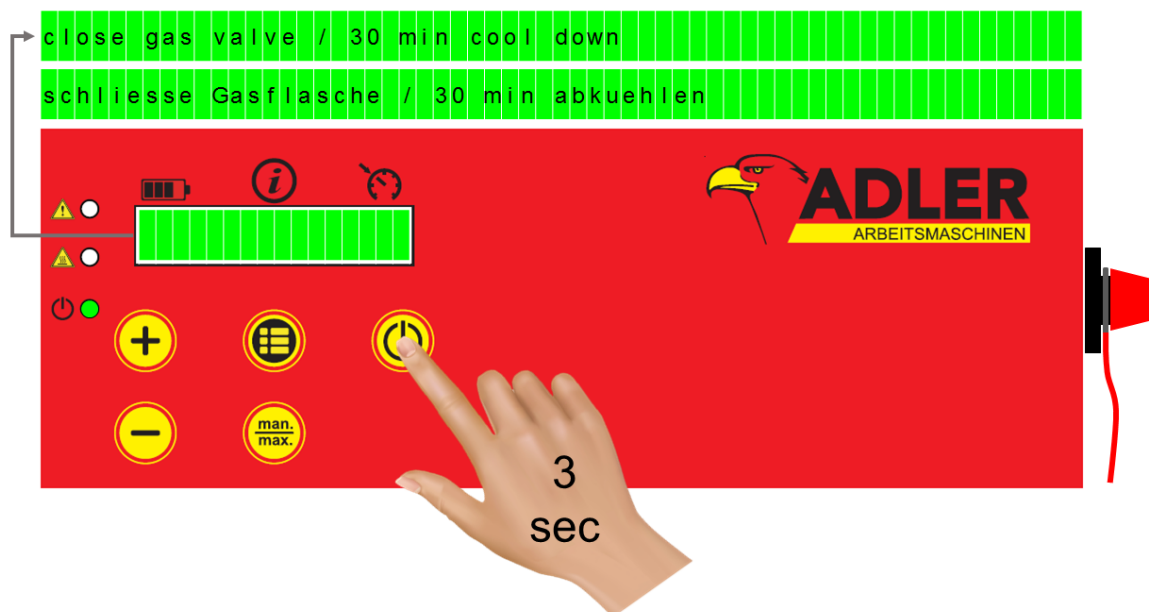 close gas valve / 30 min cool down
schliesse Gasflasche / 30 min abkuehlen
i
ADLER
ARBEITSMASCHINEN
man.
max.
3
sec